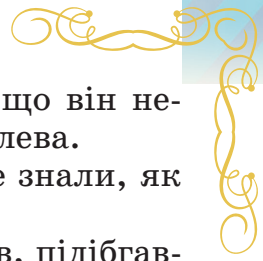 що він не-
лева.
знали, як
підібгав-